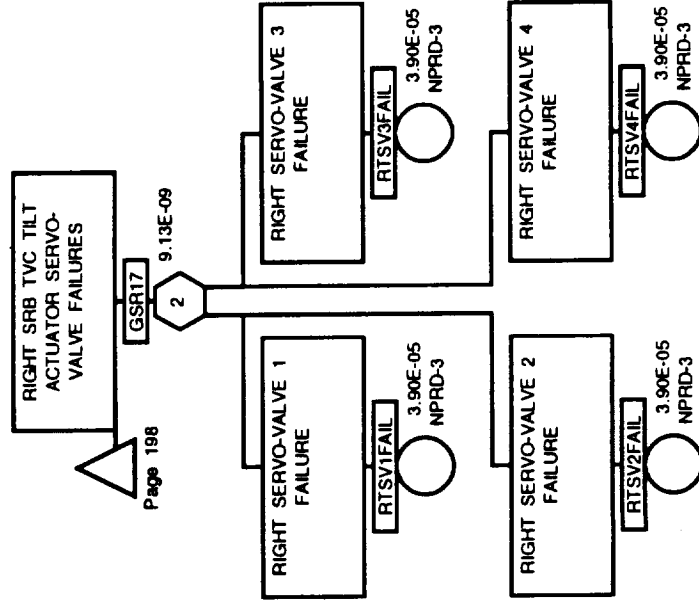 RIGHT SRB TVC TILT
ACTUATOR SERVO-
VALVE FAILURES
Page 198
GSR17
2
9.13E-09
RIGHT SERVO-VALVE 1
FAILURE
RTSV1FAIL
3.90E-05
NPRD-3
RIGHT SERVO-VALVE 3
FAILURE
RTSV3FAIL
3.90E-05
NPRD-3
RIGHT SERVO-VALVE 2
FAILURE
RTSV2FAIL
3.90E-05
NPRD-3
RIGHT SERVO-VALVE 4
FAILURE
RTSV4FAIL
3.90E-05
NPRD-3